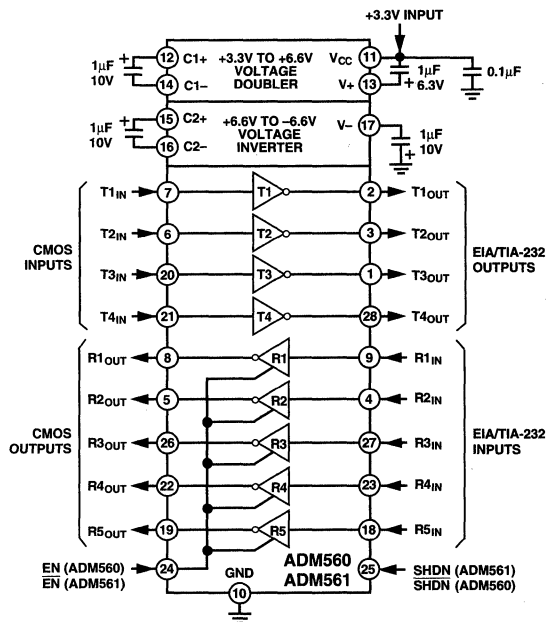 +3.3V INPUT
12 C1+ +3.3V TO +6.6V VOLTAGE DOUBLER VCC 11
1µF 10V
14 C1– V+ 13
1µF 6.3V
0.1µF
15 C2+ +6.6V TO –6.6V VOLTAGE INVERTER V– 17
1µF 10V
16 C2–
1µF 10V
T1IN 7 T1 2 T1OUT
T2IN 6 T2 3 T2OUT
CMOS INPUTS
EIA/TIA-232 OUTPUTS
T3IN 20 T3 1 T3OUT
T4IN 21 T4 28 T4OUT
R1OUT 8 R1 9 R1IN
R2OUT 5 R2 4 R2IN
CMOS OUTPUTS
R3OUT 26 R3 27 R3IN
EIA/TIA-232 INPUTS
R4OUT 22 R4 23 R4IN
R5OUT 19 R5 18 R5IN
EN (ADM560)
E̅N̅ (ADM561)
24
GND
10
ADM560
ADM561
25
SHDN (ADM561)
S̅H̅D̅N̅ (ADM560)